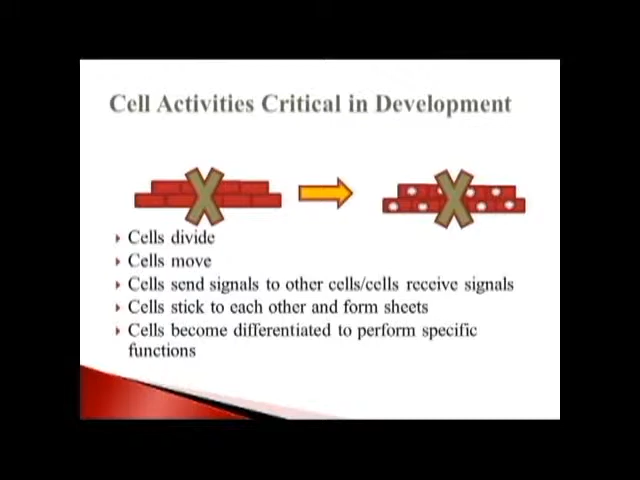 Cell Activities Critical in Development
Cells divide
Cells move
Cells send signals to other cells/cells receive signals
Cells stick to each other and form sheets
Cells become differentiated to perform specific
functions